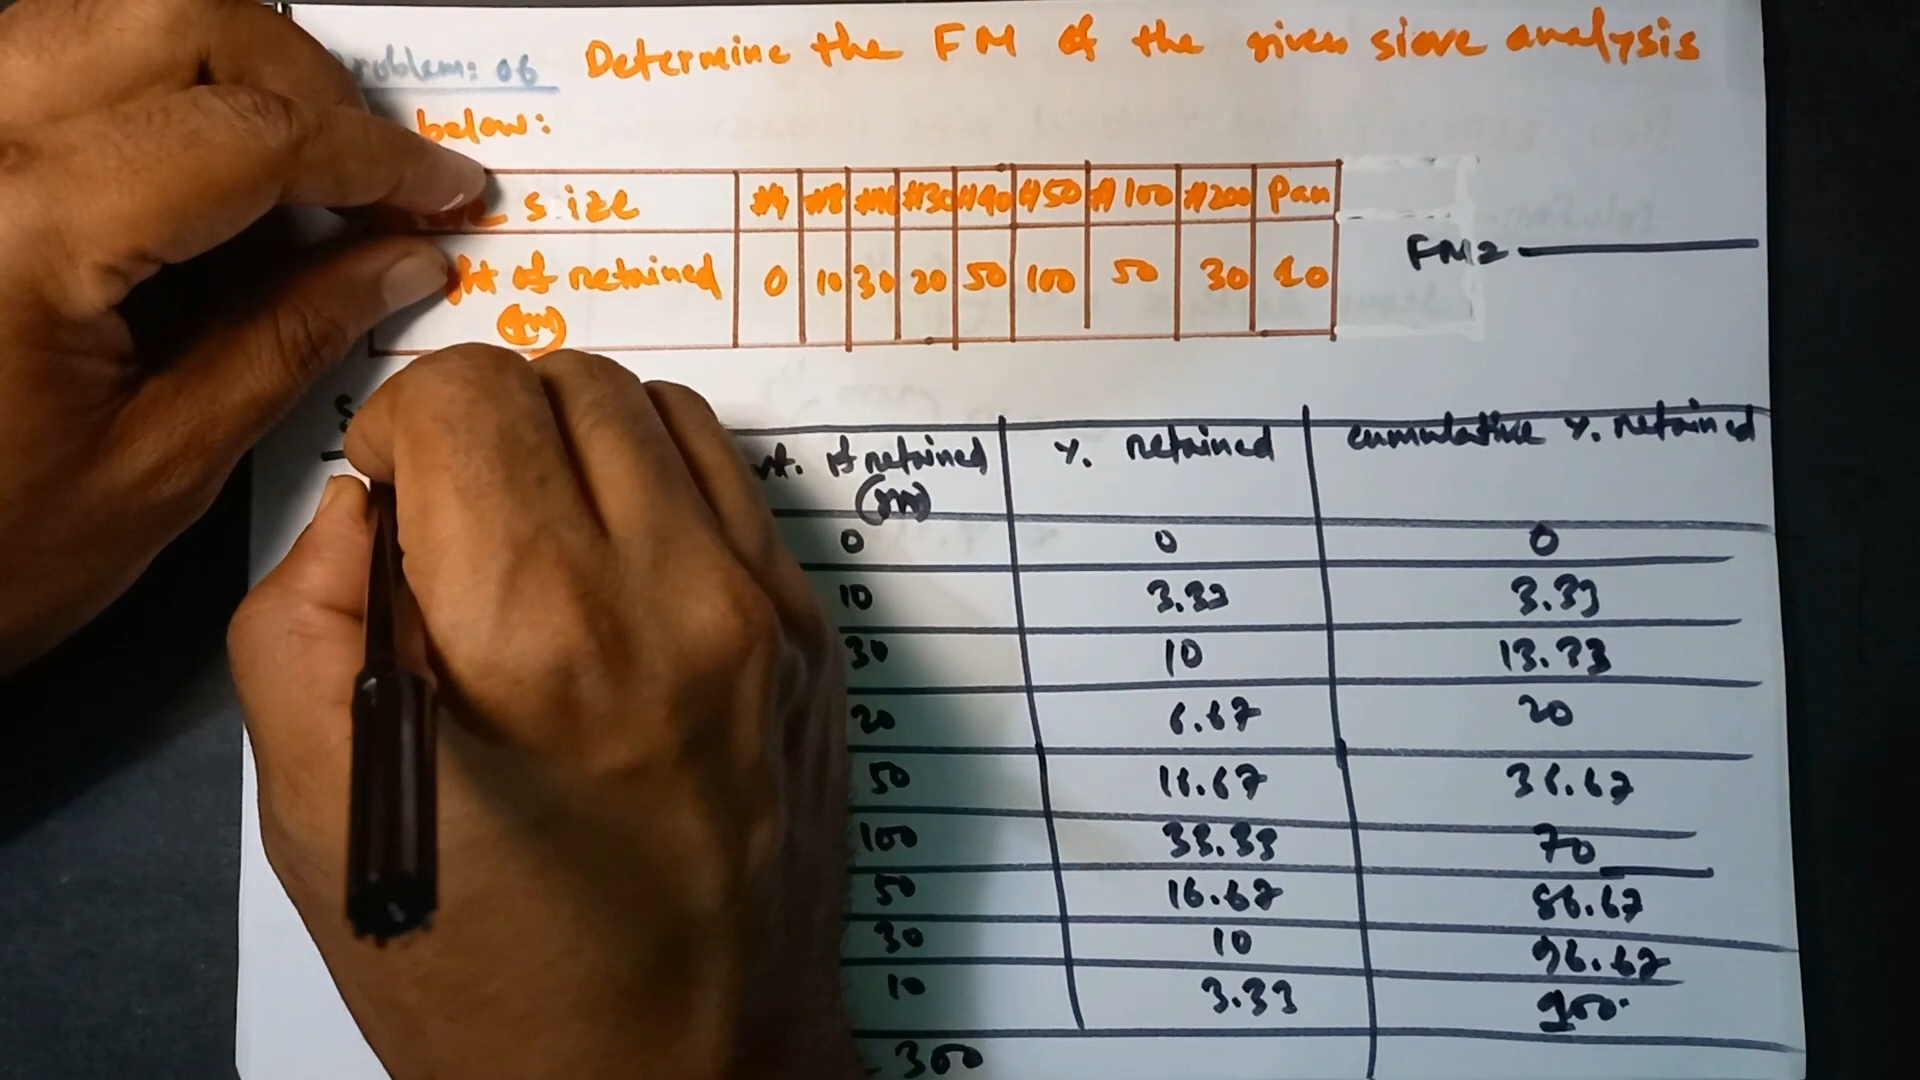 roblem: 06 Determine the FM of the given sieve analysis
below:
size #4 #8 #16 #30 #40 #50 #100 #200 Pan
of retained 0 10 30 20 50 100 50 30 10
(gm)
FM=
wt. of retained % retained cumulative % retained
(gm)
0 0 0
10 3.33 3.33
30 10 13.33
20 6.67 20
50 16.67 36.67
100 33.33 70
50 16.67 86.67
30 10 96.67
10 3.33 100
300